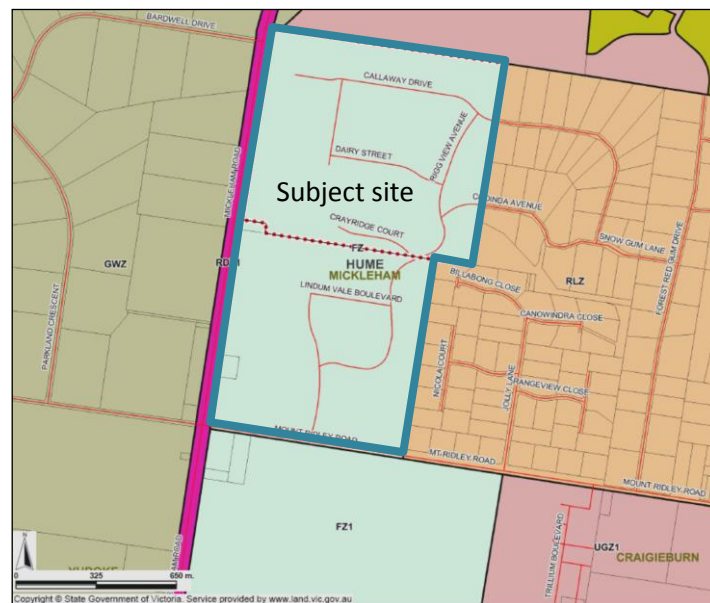 BARDWELL DRIVE
CALLAWAY DRIVE
RIGG VIEW AVENUE
DAIRY STREET
MICKLEHAM ROAD
Subject site
AVENUE
CRAYRIDGE COURT
SNOW GUM LANE
FOREST RED GUM DRIVE
FZ
HUME
MICKLEHAM
GWZ
BILLABONG CLOSE
RLZ
LINDUM VALE BOULEVARD
CANOWINDRA CLOSE
PARKLAND CRESCENT
NICOLA COURT
JOLLY LANE
RANGEVIEW CLOSE
MOUNT RIDLEY ROAD
MT RIDLEY ROAD
MOUNT RIDLEY ROAD
FZ1
UGZ1
CRAIGIEBURN
TRILLIUM BOULEVARD
0 325 650 m.
Copyright © State Government of Victoria. Service provided by www.land.vic.gov.au